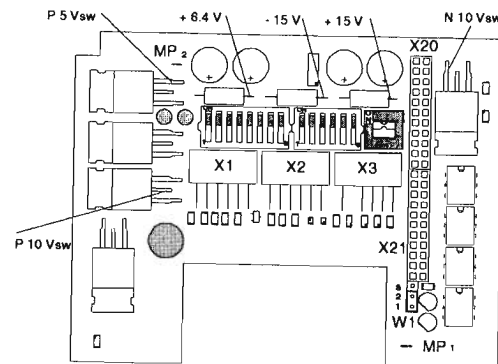 P 5 Vsw
+ 6.4 V
- 15 V
+ 15 V
N 10 Vsw
MP 2
X20
X1
X2
X3
P 10 Vsw
X21
3
2
1
W1
MP 1